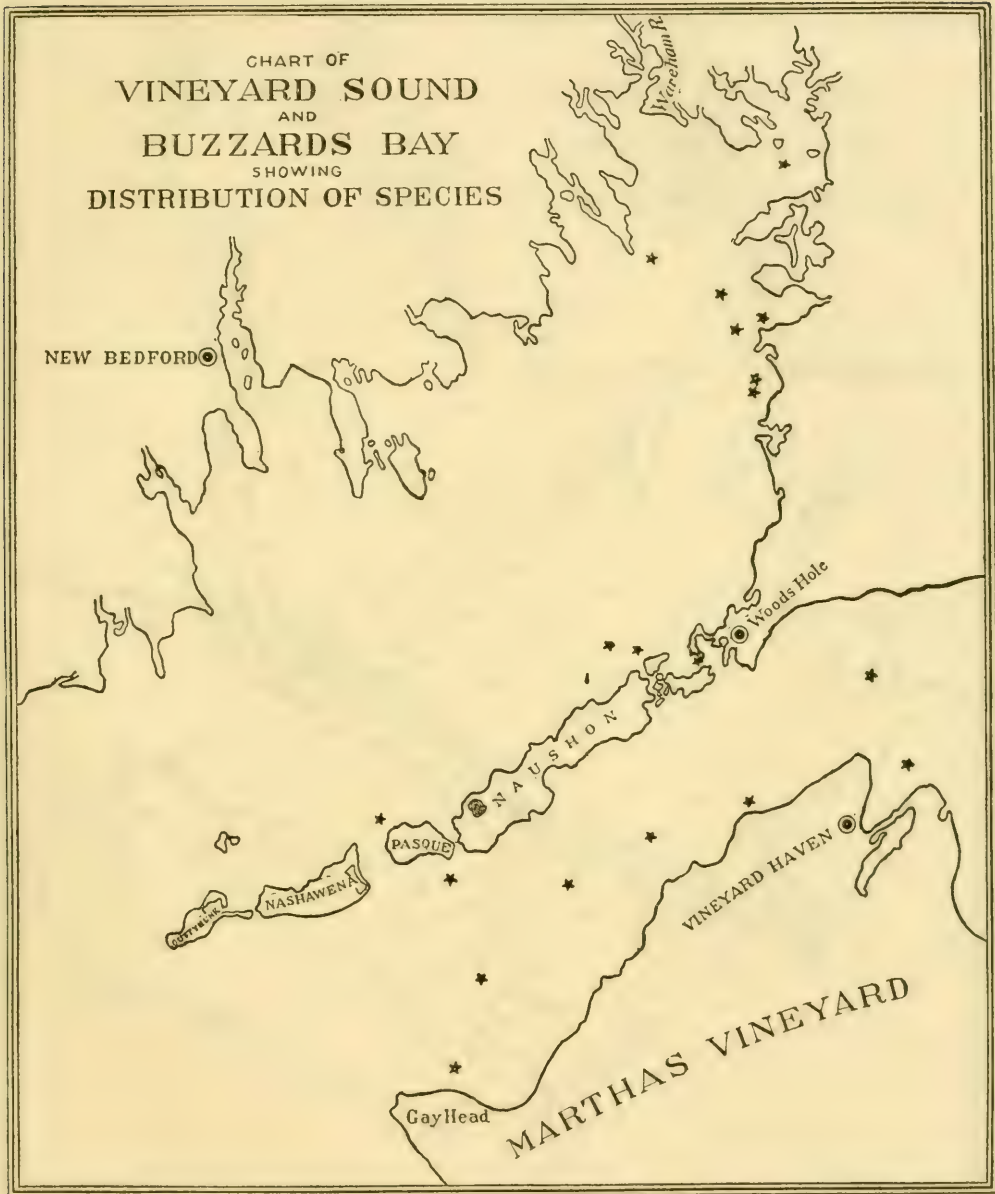 CHART OF
VINEYARD SOUND
AND
BUZZARDS BAY
SHOWING
DISTRIBUTION OF SPECIES
Wareham R.
NEW BEDFORD
Woods Hole
NAUSHON
PASQUE
NASHAWENA
CUTTYHUNK
VINEYARD HAVEN
MARTHAS VINEYARD
Gay Head